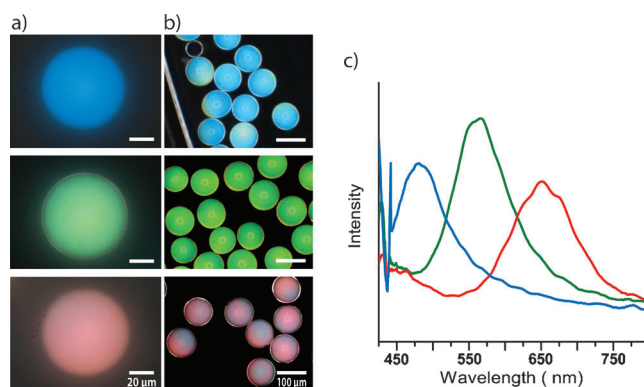 a)
b)
c)
20 µm
100 µm
Intensity
450
550
650
750
Wavelength ( nm)